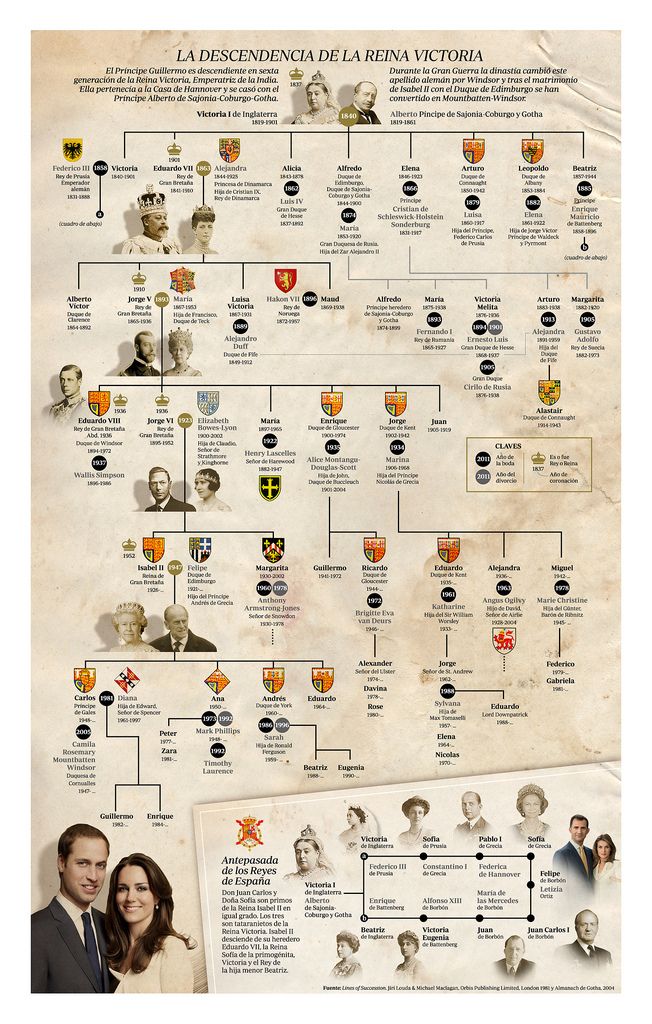 LA DESCENDENCIA DE LA REINA VICTORIA
El Príncipe Guillermo es descendiente en sexta
generación de la Reina Victoria, Emperatriz de la India.
Ella pertenecía a la Casa de Hannover y se casó con el
Príncipe Alberto de Sajonia-Coburgo-Gotha.
Durante la Gran Guerra la dinastía cambió este
apellido alemán por Windsor y tras el matrimonio
de Isabel II con el Duque de Edimburgo se han
convertido en Mountbatten-Windsor.
1837
Victoria I de Inglaterra
1819-1901
1840
Alberto Príncipe de Sajonia-Coburgo y Gotha
1819-1861
Federico III
Rey de Prusia
Emperador
alemán
1831-1888
1858
a
(cuadro de abajo)
Victoria
1840-1901
1901
Eduardo VII
Rey de
Gran Bretaña
1841-1910
1863
Alejandra
Princesa de Dinamarca
Hija de Cristian IX,
Rey de Dinamarca
Alicia
1843-1878
1862
Luis IV
Gran Duque
de Hesse
1837-1892
Alfredo
Duque de
Edimburgo,
Duque de Sajonia-
Coburgo y Gotha
1844-1900
1874
María
1853-1920
Gran Duquesa de Rusia.
Hija del Zar Alejandro II
Elena
1846-1923
1866
Príncipe
Cristian de
Schleswick-Holstein
Sonderburg
1831-1917
Arturo
Duque de
Connaught
1850-1942
1879
Luisa
1860-1917
Hija del Príncipe,
Federico Carlos
de Prusia
Leopoldo
Duque de
Albany
1853-1884
1882
Elena
1861-1922
Hija de Jorge Victor
Príncipe de Waldeck
y Pyrmont
Beatriz
1857-1944
1885
Príncipe
Enrique
Mauricio
de Battenberg
1858-1896
b
(cuadro de abajo)
Alberto
Víctor
Duque de
Clarence
1864-1892
1910
Jorge V
Rey de
Gran Bretaña
1865-1936
1893
María
1867-1953
Hija de Francisco,
Duque de Teck
Luisa
Victoria
1867-1931
1889
Alejandro
Duff
Duque de Fife
1849-1912
Hakon VII
Rey de
Noruega
1872-1957
1896
Maud
1869-1938
Alfredo
Príncipe heredero
de Sajonia-Coburgo
y Gotha
1874-1899
María
1875-1938
1893
Fernando I
Rey de Rumanía
1865-1927
Victoria
Melita
1876-1936
1894 1901
Ernesto Luis
Gran Duque de Hesse
1868-1937
1905
Gran Duque
Cirilo de Rusia
1876-1938
Arturo
1883-1938
1913
Alejandra
1891-1959
Hija del
Duque
de Fife
Alastair
Duque de Connaught
1914-1943
Margarita
1882-1920
1905
Gustavo
Adolfo
Rey de Suecia
1882-1973
1936
Eduardo VIII
Rey de Gran Bretaña
Abd. 1936
Duque de Windsor
1894-1972
1937
Wallis Simpson
1896-1986
1936
Jorge VI
Rey de
Gran Bretaña
1895-1952
1923
Elizabeth
Bowes-Lyon
1900-2002
Hija de Claudio,
Señor de
Strathmore
y Kinghorne
María
1897-1965
1922
Henry Lascelles
Señor de Harewood
1882-1947
Enrique
Duque de Gloucester
1900-1974
1935
Alice Montangu-
Douglas-Scott
Hija de John,
Duque de Buccleuch
1901-2004
Jorge
Duque de Kent
1902-1942
1934
Marina
1906-1968
Hija del Príncipe
Nicolás de Grecia
Juan
1905-1919
CLAVES
2011 Año de
la boda
2011 Año del
divorcio
Es o fue
Rey o Reina
1837 Año de
coronación
1952
Isabel II
Reina de
Gran Bretaña
1926-...
1947
Felipe
Duque de
Edimburgo
1921-...
Hijo del Príncipe
Andrés de Grecia
Margarita
1930-2002
1960 1978
Anthony
Armstrong-Jones
Señor de Snowdon
1930-1978
Guillermo
1941-1972
Ricardo
Duque de
Gloucester
1944-...
1972
Brigitte Eva
van Deurs
1946-...
Alexander
Señor del Ulster
1974-...
Davina
1978-...
Rose
1980-...
Eduardo
Duque de Kent
1935-...
1961
Katharine
Hija de Sir William
Worsley
1933-...
Jorge
Señor de St. Andrew
1962-...
1988
Sylvana
Hija de
Max Tomaselli
1957-...
Elena
1964-...
Nicolas
1970-...
Eduardo
Lord Downpatrick
1988-...
Alejandra
1936-...
1963
Angus Ogilvy
Hijo de David,
Señor de Airlie
1928-2004
Miguel
1942-...
1978
Marie Christine
Hija del Günter,
Barón de Ribnitz
1945-...
Federico
1979-...
Gabriela
1981-...
Carlos
Príncipe
de Gales
1948-...
2005
Camila
Rosemary
Mountbatten
Windsor
Duquesa de
Cornualles
1947-...
1981
Diana
Hija de Edward,
Señor de Spencer
1961-1997
Ana
1950-...
1973 1992
Mark Phillips
1948-...
1992
Timothy
Laurence
Peter
1977-...
Zara
1981-...
Andrés
Duque de York
1960-...
1986 1996
Sarah
Hija de Ronald
Ferguson
1959-...
Eduardo
1964-...
Beatriz
1988-...
Eugenia
1990-...
Guillermo
1982-...
Enrique
1984-...
Antepasada
de los Reyes
de España
Don Juan Carlos y
Doña Sofía son primos
de la Reina Isabel II en
igual grado. Los tres
son tataranietos de la
Reina Victoria. Isabel II
desciende de su heredero
Eduardo VII, la Reina
Sofía de la primogénita,
Victoria y el Rey de
la hija menor Beatriz.
Victoria I
de Inglaterra
Alberto
de Sajonia-
Coburgo y Gotha
Victoria
de Inglaterra
Sofía
de Prusia
Pablo I
de Grecia
Sofía
de Grecia
a
Federico III
de Prusia
Constantino I
de Grecia
Federica
de Hannover
Felipe
de Borbón
Letizia
Ortiz
Enrique
de Battenberg
Alfonso XIII
de Borbón
María de
las Mercedes
de Borbón
b
Beatriz
de Inglaterra
Victoria
Eugenia
de Battenberg
Juan
de Borbón
Juan Carlos I
de Borbón
Fuente: Lines of Succession. Jirí Louda & Michael Maclagan, Orbis Publishing Limited, London 1981 y Almanach de Gotha, 2004